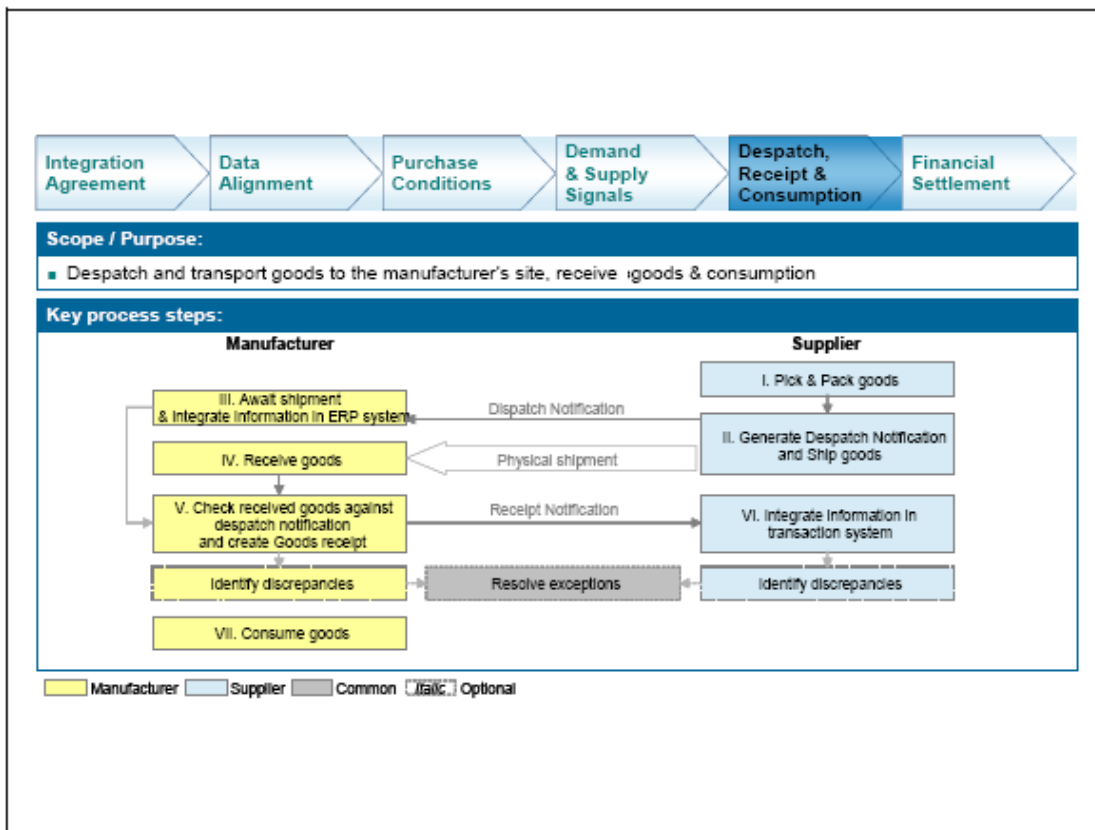 Integration
Agreement
Data
Alignment
Purchase
Conditions
Demand
& Supply
Signals
Despatch,
Receipt &
Consumption
Financial
Settlement
Scope / Purpose:
Despatch and transport goods to the manufacturer's site, receive goods & consumption
Key process steps:
Manufacturer
Supplier
I. Pick & Pack goods
III. Await shipment
& Integrate Information in ERP system
Dispatch Notification
II. Generate Despatch Notification
and Ship goods
IV. Receive goods
Physical shipment
V. Check received goods against
despatch notification
and create Goods receipt
Receipt Notification
VI. Integrate Information in
transaction system
Identify discrepancies
Resolve exceptions
Identify discrepancies
VII. Consume goods
Manufacturer
Supplier
Common
Italic
Optional